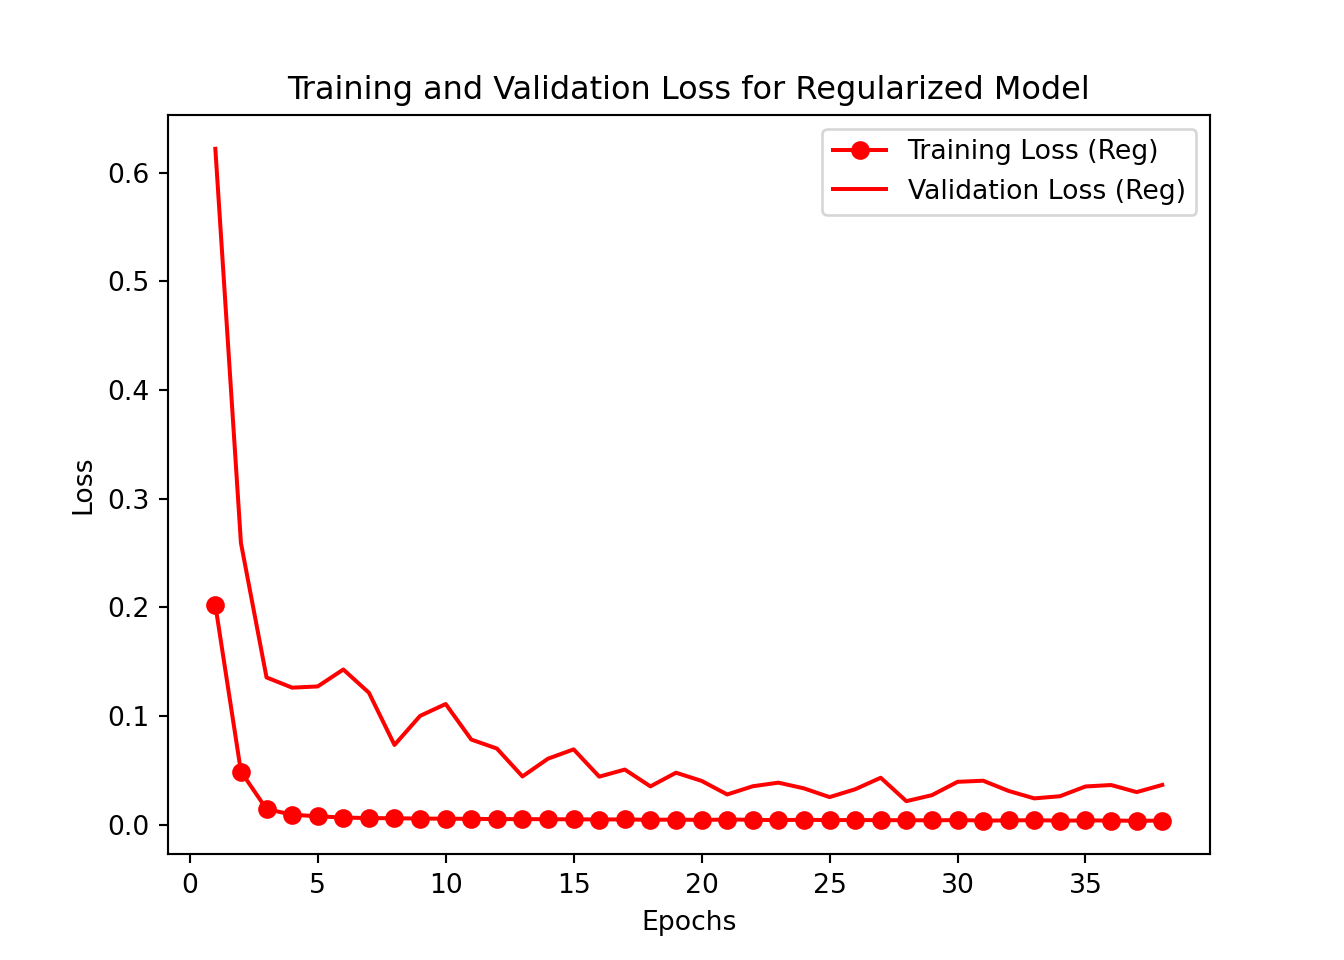 Training and Validation Loss for Regularized Model
Training Loss (Reg)
Validation Loss (Reg)
0.6
0.5
0.4
0.3
0.2
0.1
0.0
Loss
0 5 10 15 20 25 30 35
Epochs